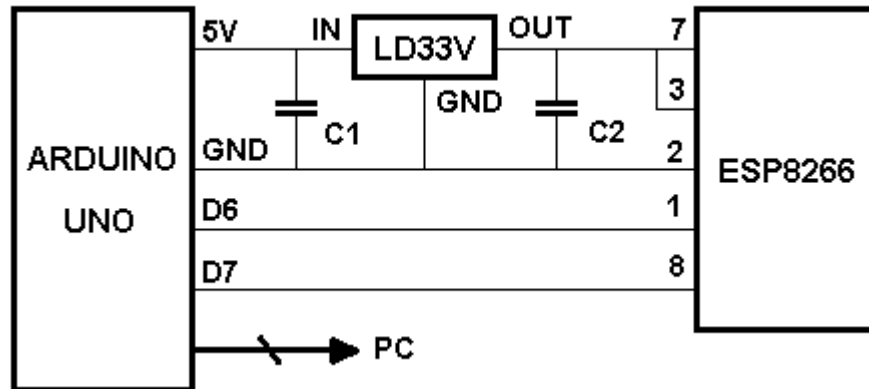 5V
IN
LD33V
OUT
7
GND
3
C1
C2
ARDUINO
UNO
GND
2
ESP8266
D6
1
D7
8
PC